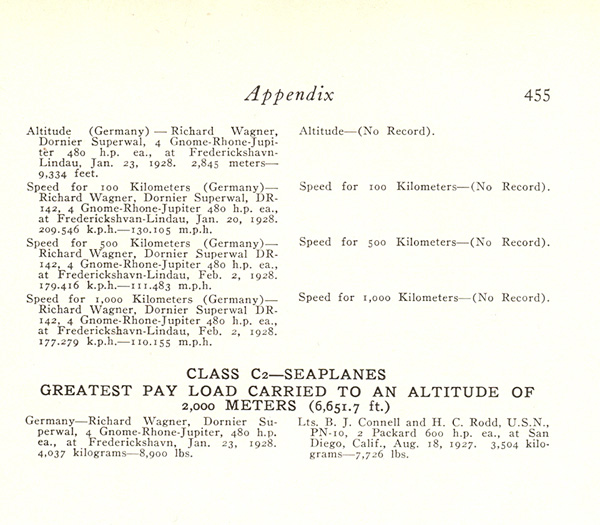 Appendix 455
Altitude (Germany) — Richard Wagner,
Dornier Superwal, 4 Gnome-Rhone-Jupi-
ter 480 h.p. ea., at Frederickshavn-
Lindau, Jan. 23, 1928. 2,845 meters—
9,334 feet.
Speed for 100 Kilometers (Germany)—
Richard Wagner, Dornier Superwal, DR-
142, 4 Gnome-Rhone-Jupiter 480 h.p. ea.,
at Frederickshvan-Lindau, Jan. 20, 1928.
209.546 k.p.h.—130.105 m.p.h.
Speed for 500 Kilometers (Germany)—
Richard Wagner, Dornier Superwal DR-
142, 4 Gnome-Rhone-Jupiter 480 h.p. ea.,
at Frederickshavn-Lindau, Feb. 2, 1928.
179.416 k.p.h.—111.483 m.p.h.
Speed for 1,000 Kilometers (Germany)—
Richard Wagner, Dornier Superwal DR-
142, 4 Gnome-Rhone-Jupiter 480 h.p. ea.,
at Frederickshavn-Lindau, Feb. 2, 1928.
177.279 k.p.h.—110.155 m.p.h.
Altitude—(No Record).
Speed for 100 Kilometers—(No Record).
Speed for 500 Kilometers—(No Record).
Speed for 1,000 Kilometers—(No Record).
CLASS C2—SEAPLANES
GREATEST PAY LOAD CARRIED TO AN ALTITUDE OF
2,000 METERS (6,651.7 ft.)
Germany—Richard Wagner, Dornier Su-
perwal, 4 Gnome-Rhone-Jupiter, 480 h.p.
ea., at Frederickshavn, Jan. 23, 1928.
4,037 kilograms—8,900 lbs.
Lts. B. J. Connell and H. C. Rodd, U.S.N.,
PN-10, 2 Packard 600 h.p. ea., at San
Diego, Calif., Aug. 18, 1927. 3,504 kilo-
grams—7,726 lbs.